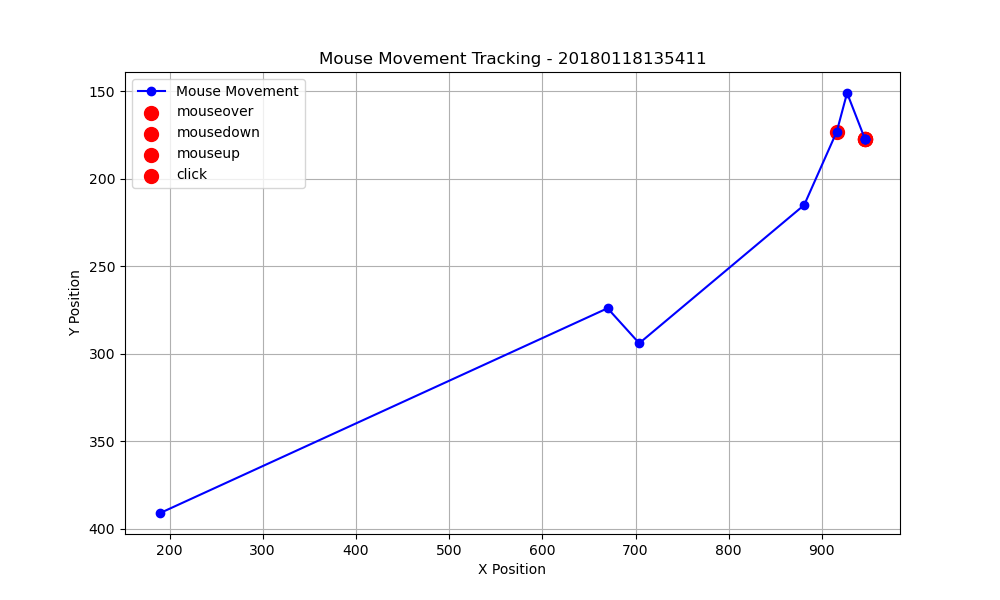 Mouse Movement Tracking - 20180118135411
Mouse Movement
mouseover
mousedown
mouseup
click
150
200
250
300
350
400
Y Position
200 300 400 500 600 700 800 900
X Position